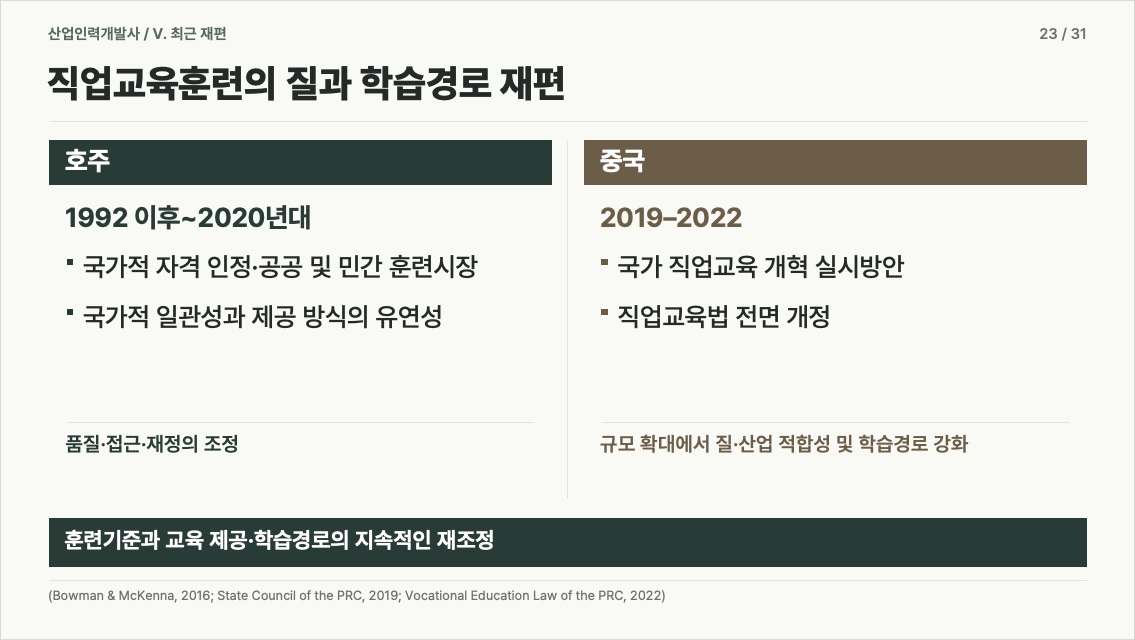 산업인력개발사 / V. 최근 재편
23 / 31
직업교육훈련의 질과 학습경로 재편
호주
1992 이후~2020년대
▪ 국가적 자격 인정·공공 및 민간 훈련시장
▪ 국가적 일관성과 제공 방식의 유연성
품질·접근·재정의 조정
중국
2019–2022
▪ 국가 직업교육 개혁 실시방안
▪ 직업교육법 전면 개정
규모 확대에서 질·산업 적합성 및 학습경로 강화
훈련기준과 교육 제공·학습경로의 지속적인 재조정
(Bowman & McKenna, 2016; State Council of the PRC, 2019; Vocational Education Law of the PRC, 2022)